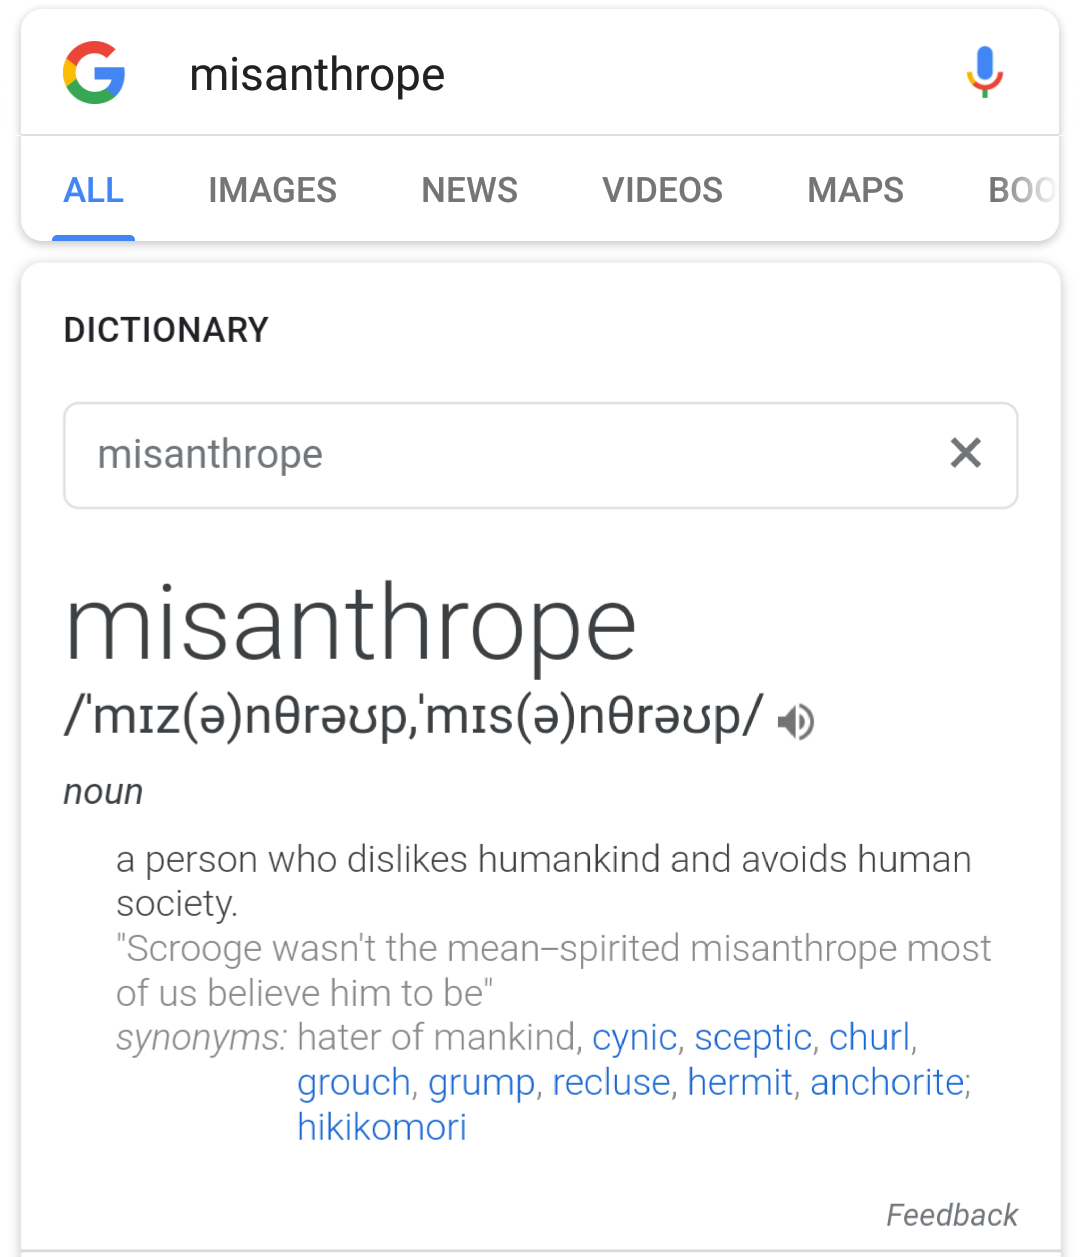 misanthrope
ALL IMAGES NEWS VIDEOS MAPS BOO
DICTIONARY
misanthrope
misanthrope
/ˈmɪz(ə)nθrəʊp,ˈmɪs(ə)nθrəʊp/
noun
a person who dislikes humankind and avoids human
society.
"Scrooge wasn't the mean–spirited misanthrope most
of us believe him to be"
synonyms: hater of mankind, cynic, sceptic, churl,
grouch, grump, recluse, hermit, anchorite;
hikikomori
Feedback